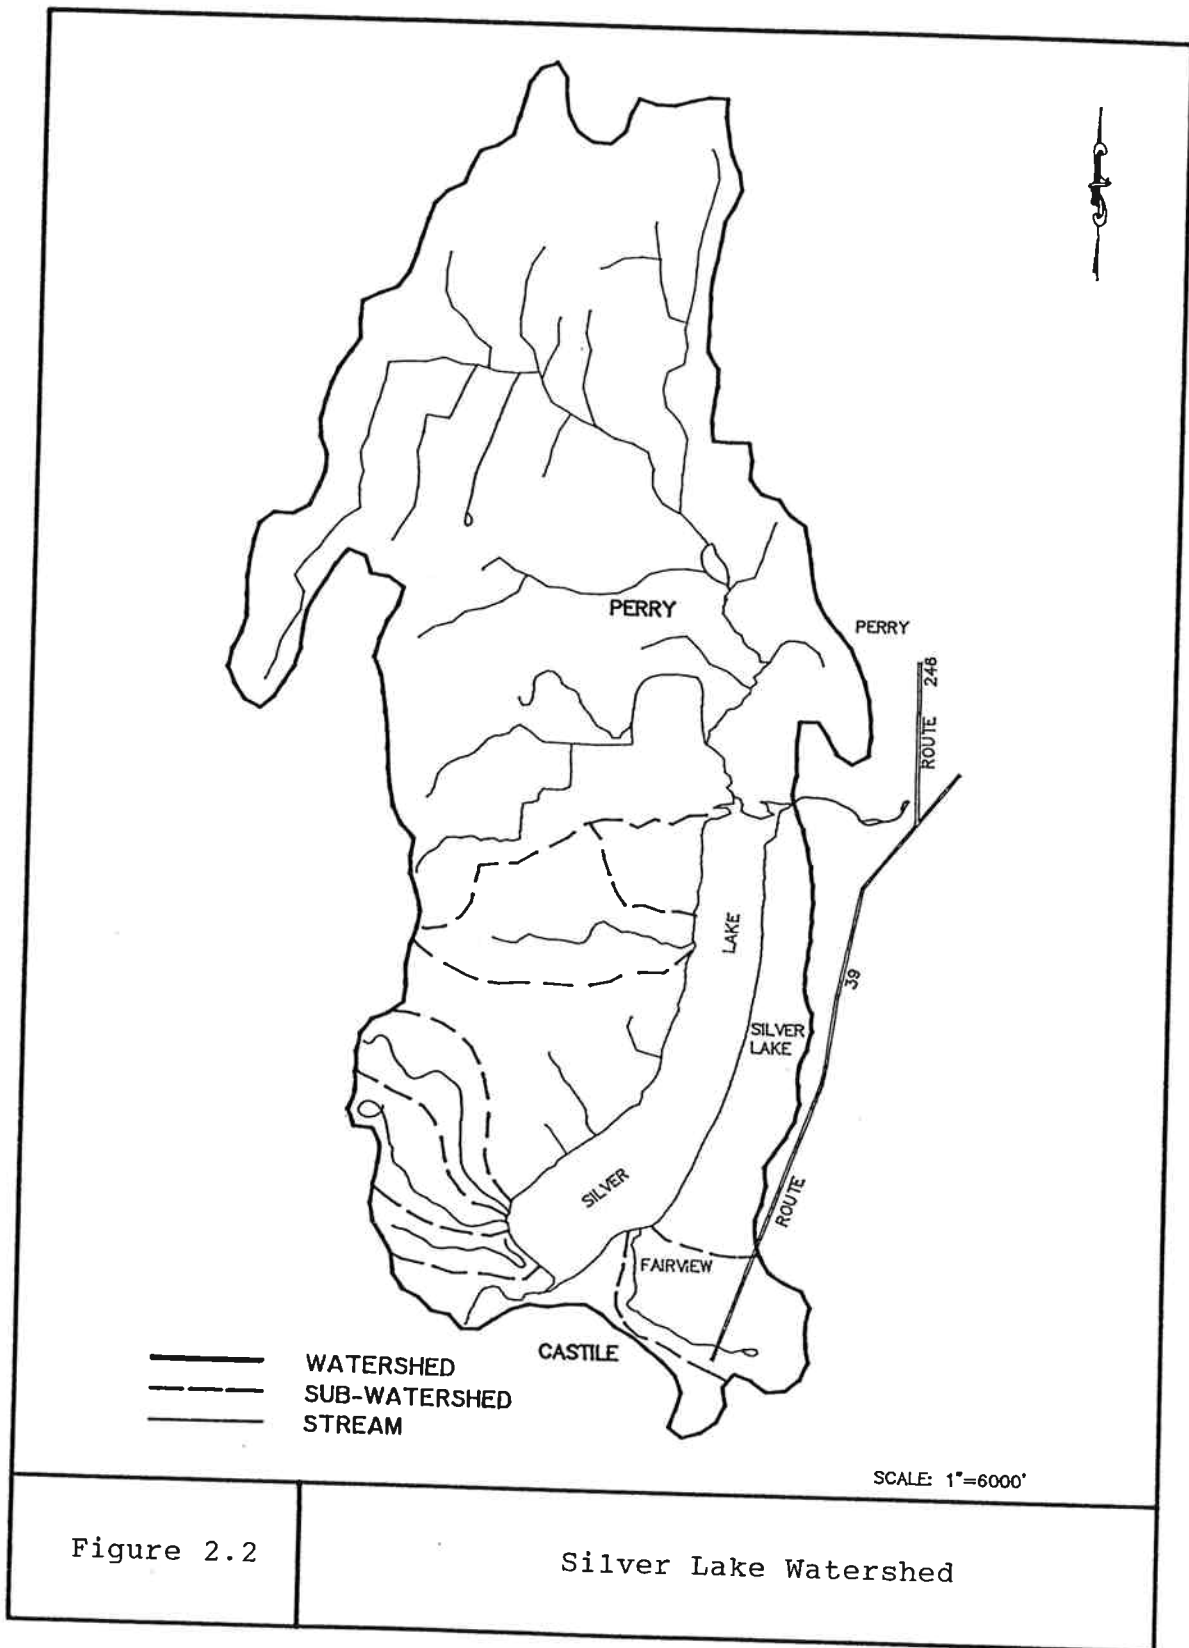 PERRY
PERRY
ROUTE 246
LAKE
39
SILVER
LAKE
SILVER
ROUTE
FAIRVIEW
CASTILE
WATERSHED
SUB-WATERSHED
STREAM
SCALE: 1"=6000'
Figure 2.2
Silver Lake Watershed